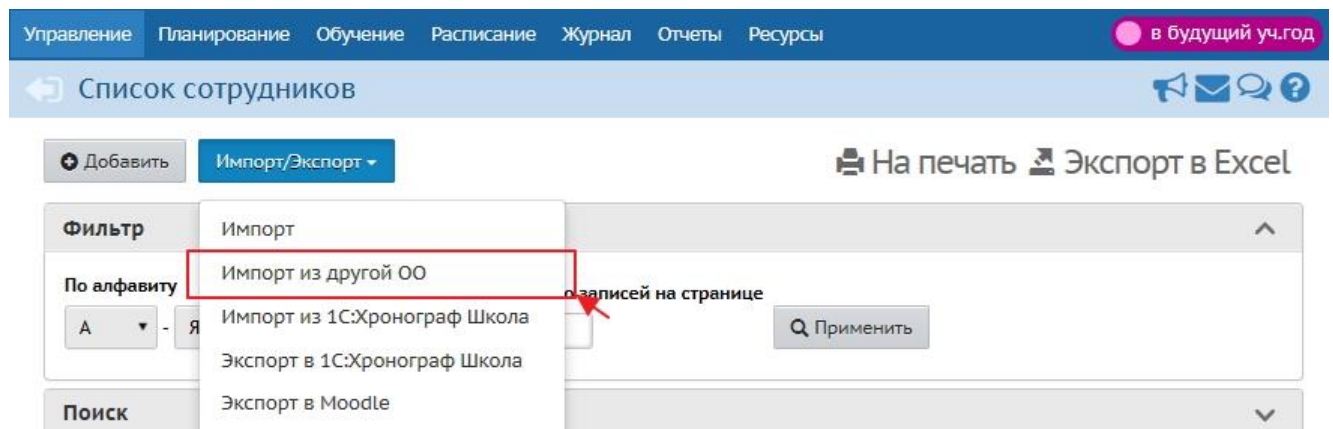 Управление Планирование Обучение Расписание Журнал Отчеты Ресурсы в будущий уч.год
Список сотрудников
Добавить Импорт/Экспорт На печать Экспорт в Excel
Фильтр
Импорт
Импорт из другой ОО
Импорт из 1С:Хронограф Школа
Экспорт в 1С:Хронограф Школа
Экспорт в Moodle
По алфавиту записей на странице
А - Я Применить
Поиск